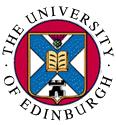 · THE UNIVERSITY ·
OF EDINBURGH